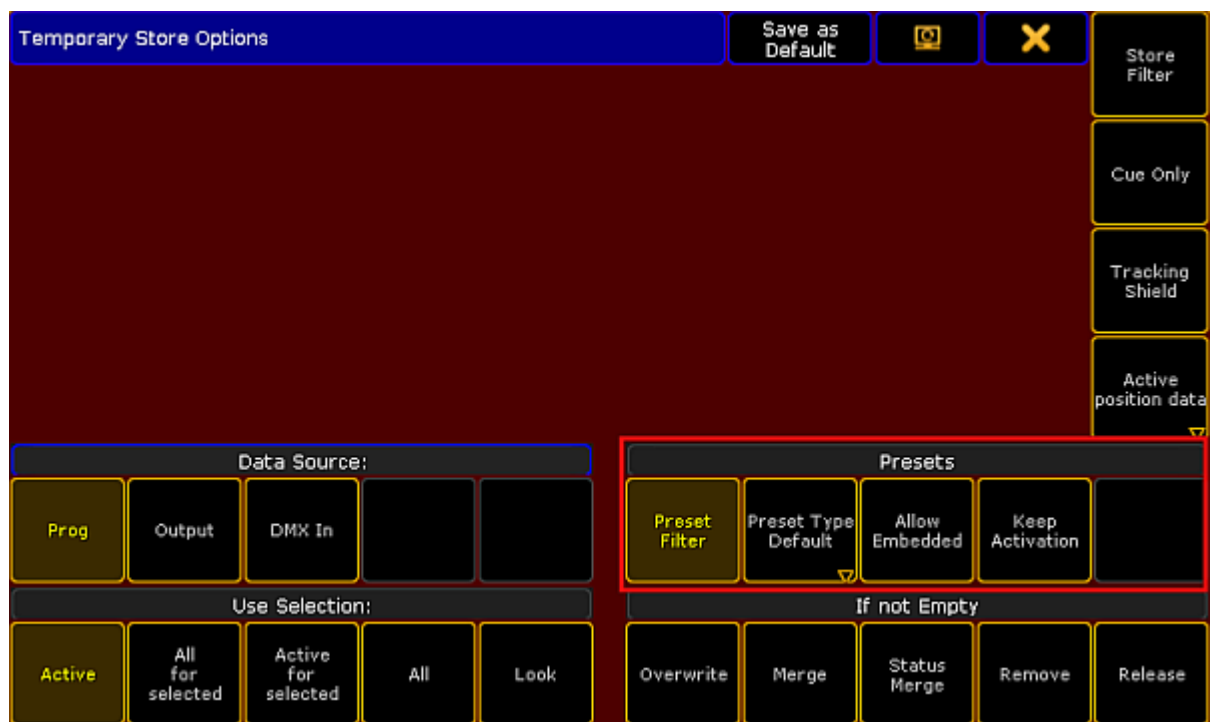 Temporary Store Options
Save as
Default
Store
Filter
Cue Only
Tracking
Shield
Active
position data
Data Source:
Prog
Output
DMX In
Presets
Preset
Filter
Preset Type
Default
Allow
Embedded
Keep
Activation
Use Selection:
Active
All
for
selected
Active
for
selected
All
Look
If not Empty
Overwrite
Merge
Status
Merge
Remove
Release